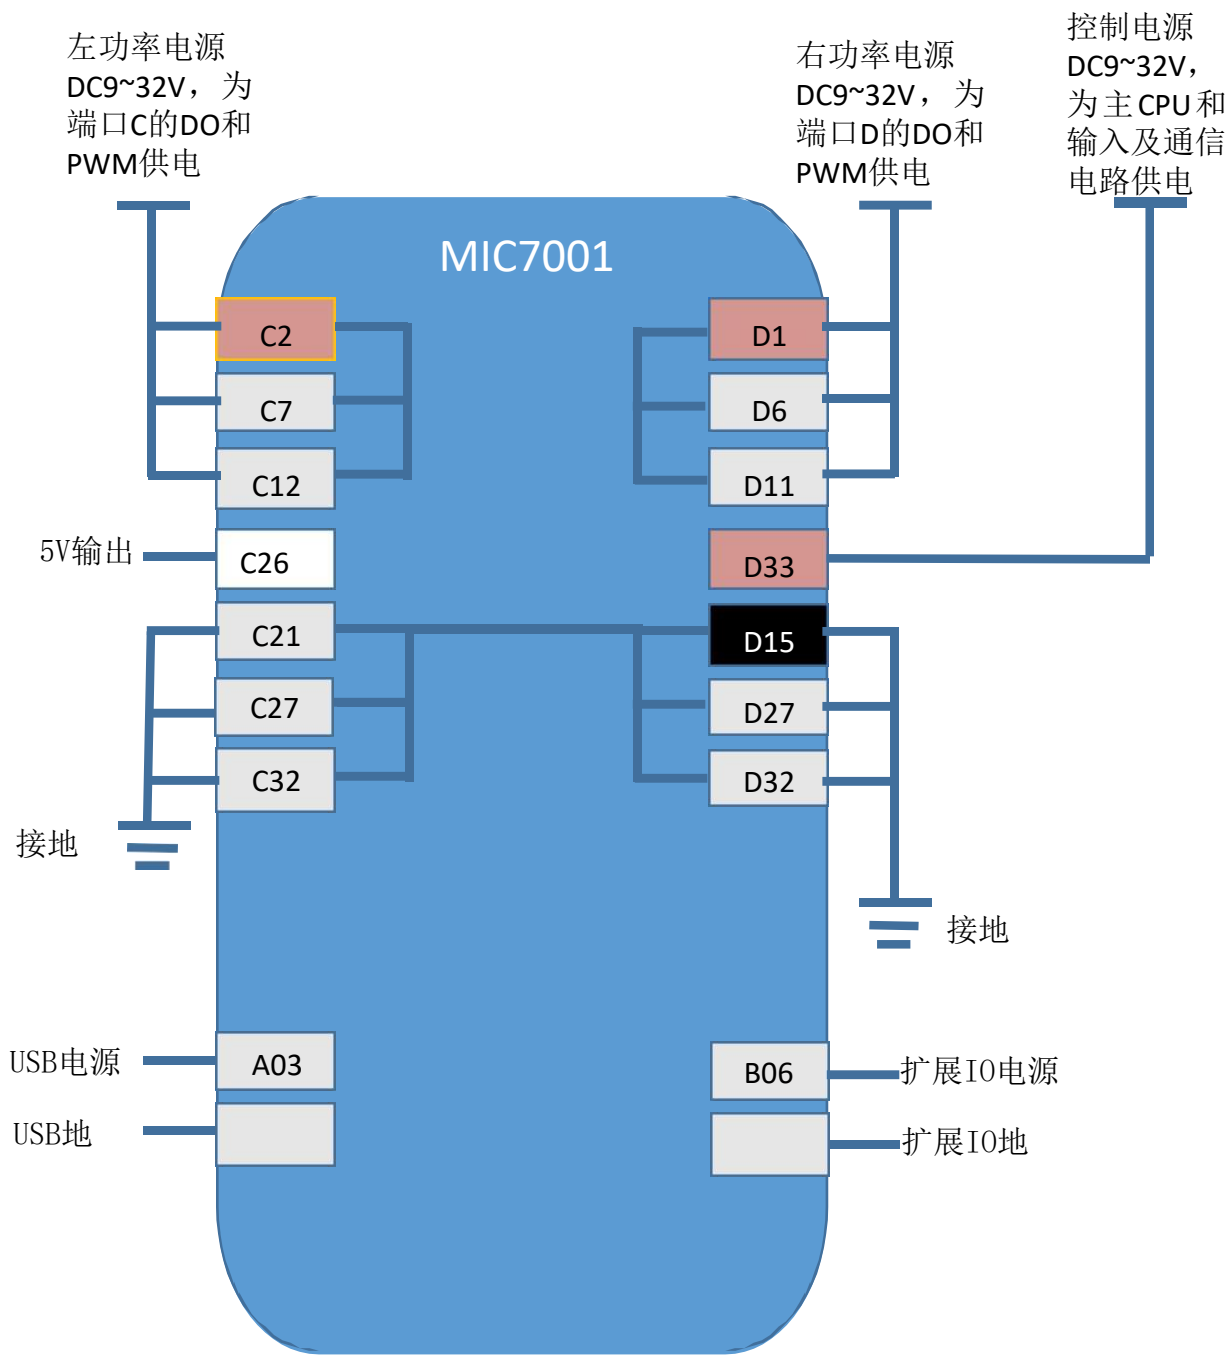 左功率电源
DC9~32V，为
端口C的DO和
PWM供电
右功率电源
DC9~32V，为
端口D的DO和
PWM供电
控制电源
DC9~32V，
为主CPU和
输入及通信
电路供电
MIC7001
C2
D1
C7
D6
C12
D11
5V输出
C26
D33
C21
D15
C27
D27
C32
D32
接地
接地
USB电源
A03
B06
扩展IO电源
USB地
扩展IO地